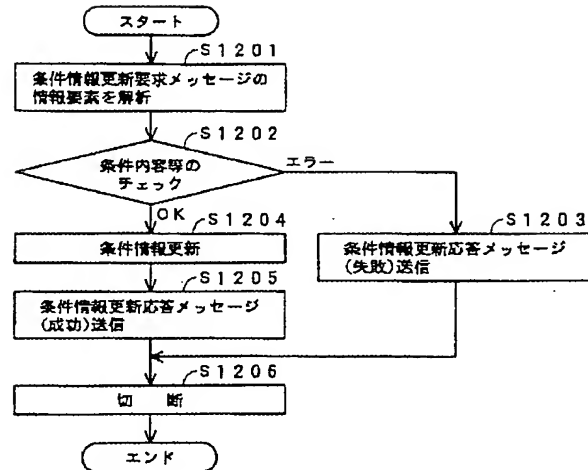 スタート
S1201
条件情報更新要求メッセージの
情報要素を解析
S1202
条件内容等の
チェック
エラー
OK
S1204
条件情報更新
S1203
条件情報更新応答メッセージ
(失敗)送信
S1205
条件情報更新応答メッセージ
(成功)送信
S1206
切 断
エンド